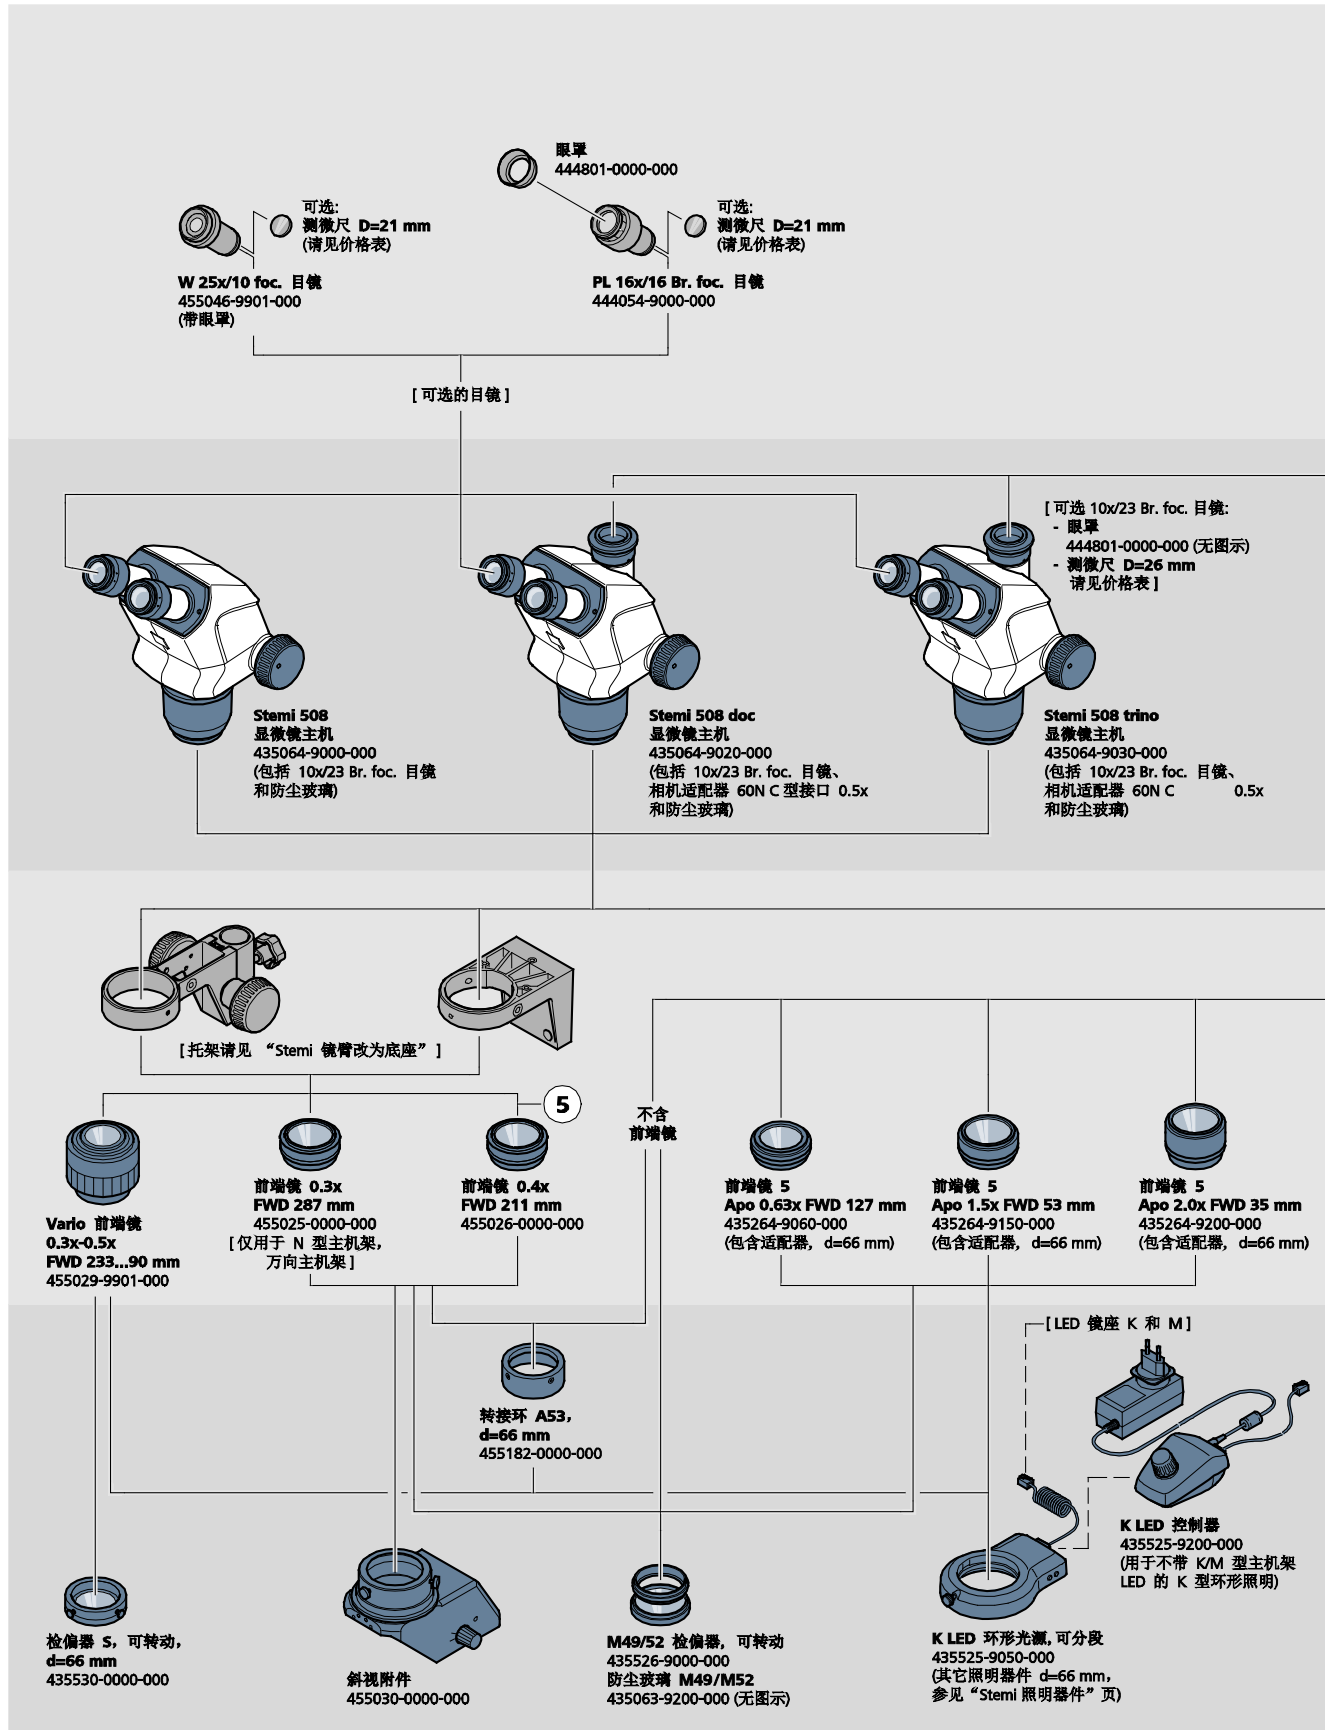 眼罩
444801-0000-000
可选:
测微尺 D=21 mm
(请见价格表)
可选:
测微尺 D=21 mm
(请见价格表)
W 25x/10 foc. 目镜
455046-9901-000
(带眼罩)
PL 16x/16 Br. foc. 目镜
444054-9000-000
[ 可选的目镜 ]
[ 可选 10x/23 Br. foc. 目镜:
- 眼罩
444801-0000-000 (无图示)
- 测微尺 D=26 mm
请见价格表 ]
Stemi 508
显微镜主机
435064-9000-000
(包括 10x/23 Br. foc. 目镜
和防尘玻璃)
Stemi 508 doc
显微镜主机
435064-9020-000
(包括 10x/23 Br. foc. 目镜、
相机适配器 60N C 型接口 0.5x
和防尘玻璃)
Stemi 508 trino
显微镜主机
435064-9030-000
(包括 10x/23 Br. foc. 目镜、
相机适配器 60N C 0.5x
和防尘玻璃)
[ 托架请见 “Stemi 镜臂改为底座” ]
5
不含
前端镜
Vario 前端镜
0.3x-0.5x
FWD 233...90 mm
455029-9901-000
前端镜 0.3x
FWD 287 mm
455025-0000-000
[ 仅用于 N 型主机架，
万向主机架 ]
前端镜 0.4x
FWD 211 mm
455026-0000-000
前端镜 5
Apo 0.63x FWD 127 mm
435264-9060-000
(包含适配器, d=66 mm)
前端镜 5
Apo 1.5x FWD 53 mm
435264-9150-000
(包含适配器, d=66 mm)
前端镜 5
Apo 2.0x FWD 35 mm
435264-9200-000
(包含适配器, d=66 mm)
[ LED 镜座 K 和 M ]
转接环 A53，
d=66 mm
455182-0000-000
K LED 控制器
435525-9200-000
(用于不带 K/M 型主机架
LED 的 K 型环形照明)
检偏器 S，可转动，
d=66 mm
435530-0000-000
斜视附件
455030-0000-000
M49/52 检偏器, 可转动
435526-9000-000
防尘玻璃 M49/M52
435063-9200-000 (无图示)
K LED 环形光源, 可分段
435525-9050-000
(其它照明器件 d=66 mm，
参见“Stemi 照明器件”页)